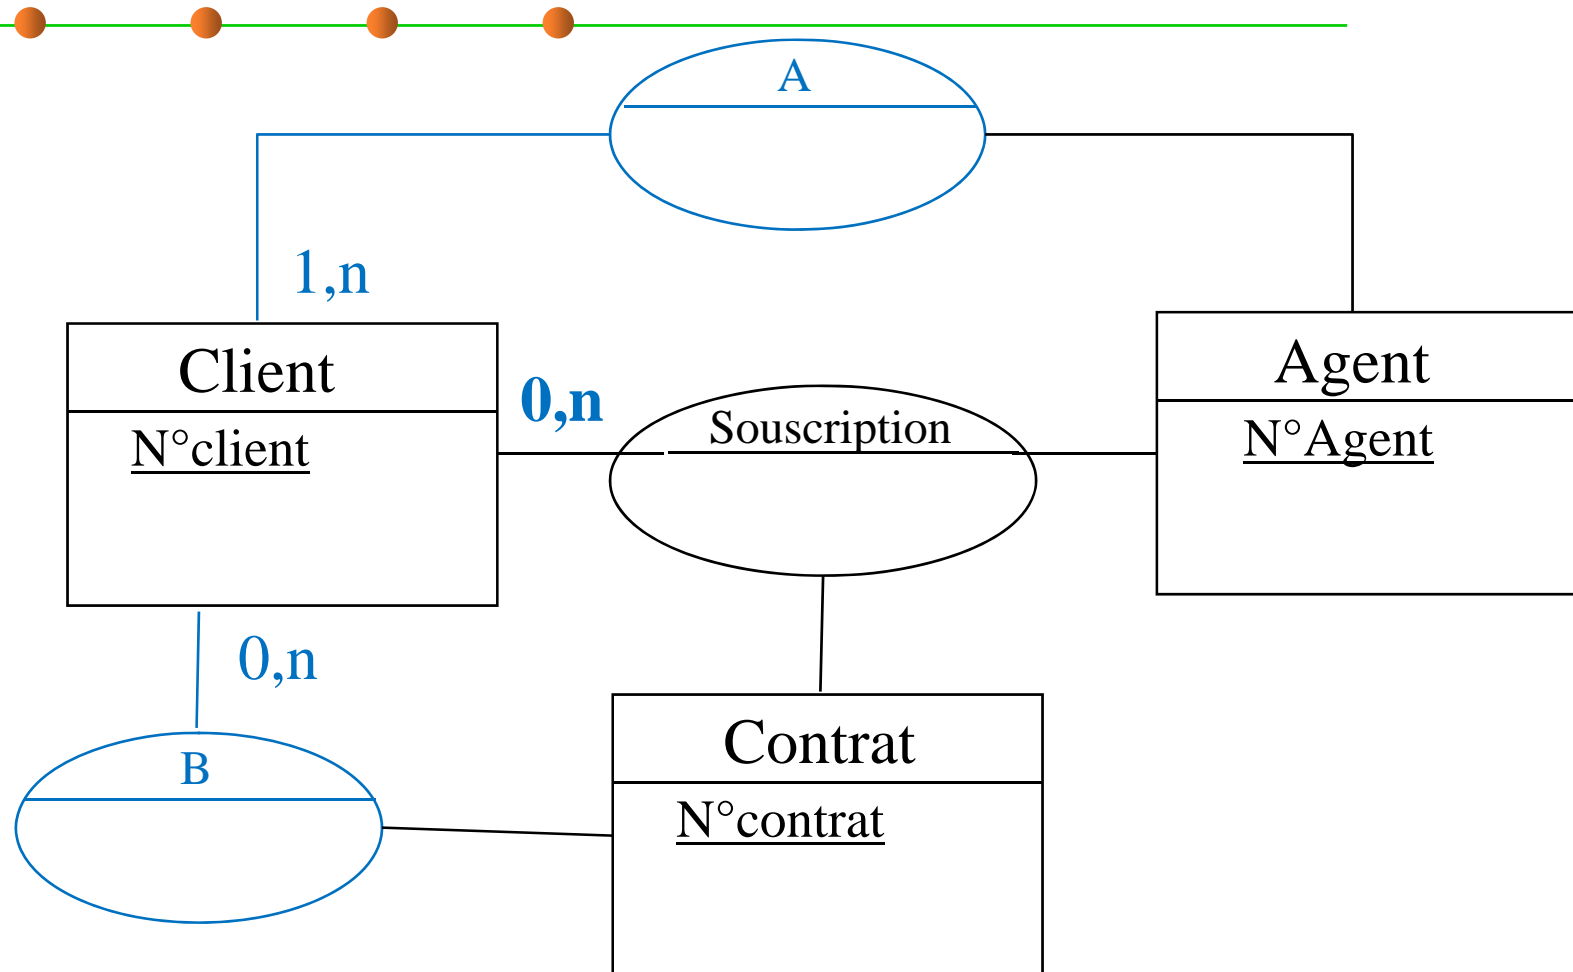 A
1,n
Client
Agent
0,n
Souscription
N°client
N°Agent
0,n
Contrat
B
N°contrat